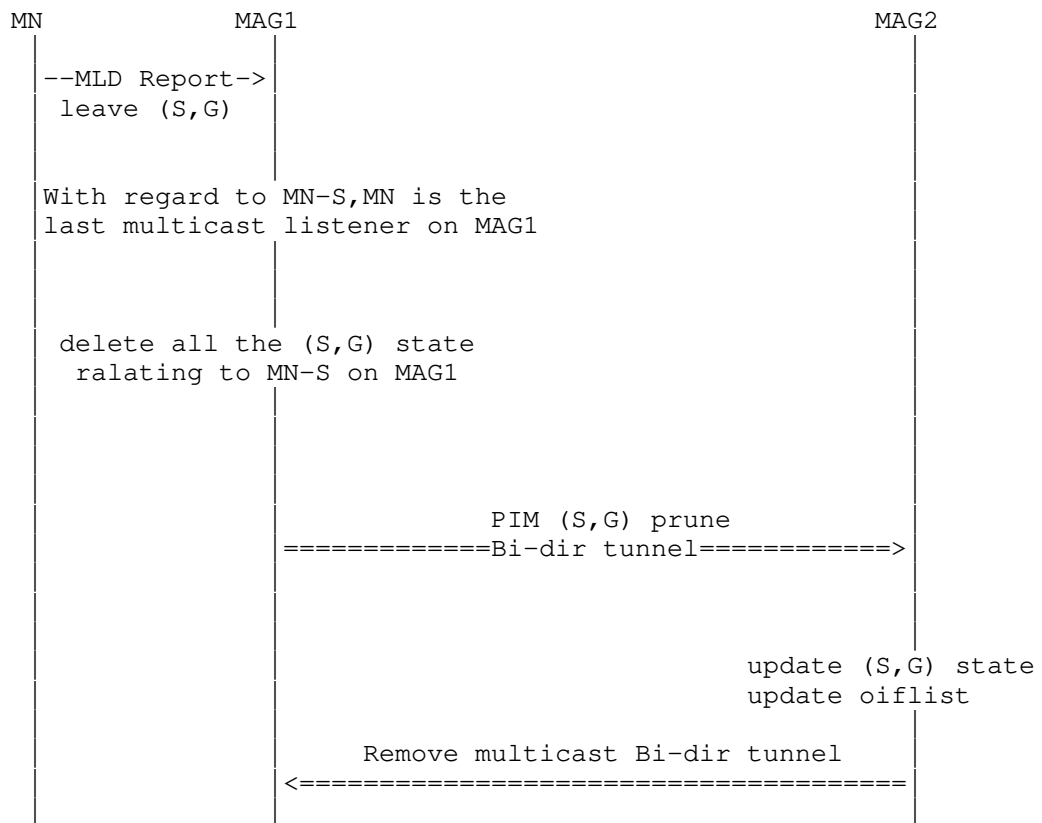 MN MAG1 MAG2
--MLD Report->
leave (S,G)
With regard to MN-S,MN is the
last multicast listener on MAG1
delete all the (S,G) state
ralating to MN-S on MAG1
PIM (S,G) prune
=============Bi-dir tunnel============>
update (S,G) state
update oiflist
Remove multicast Bi-dir tunnel
<======================================